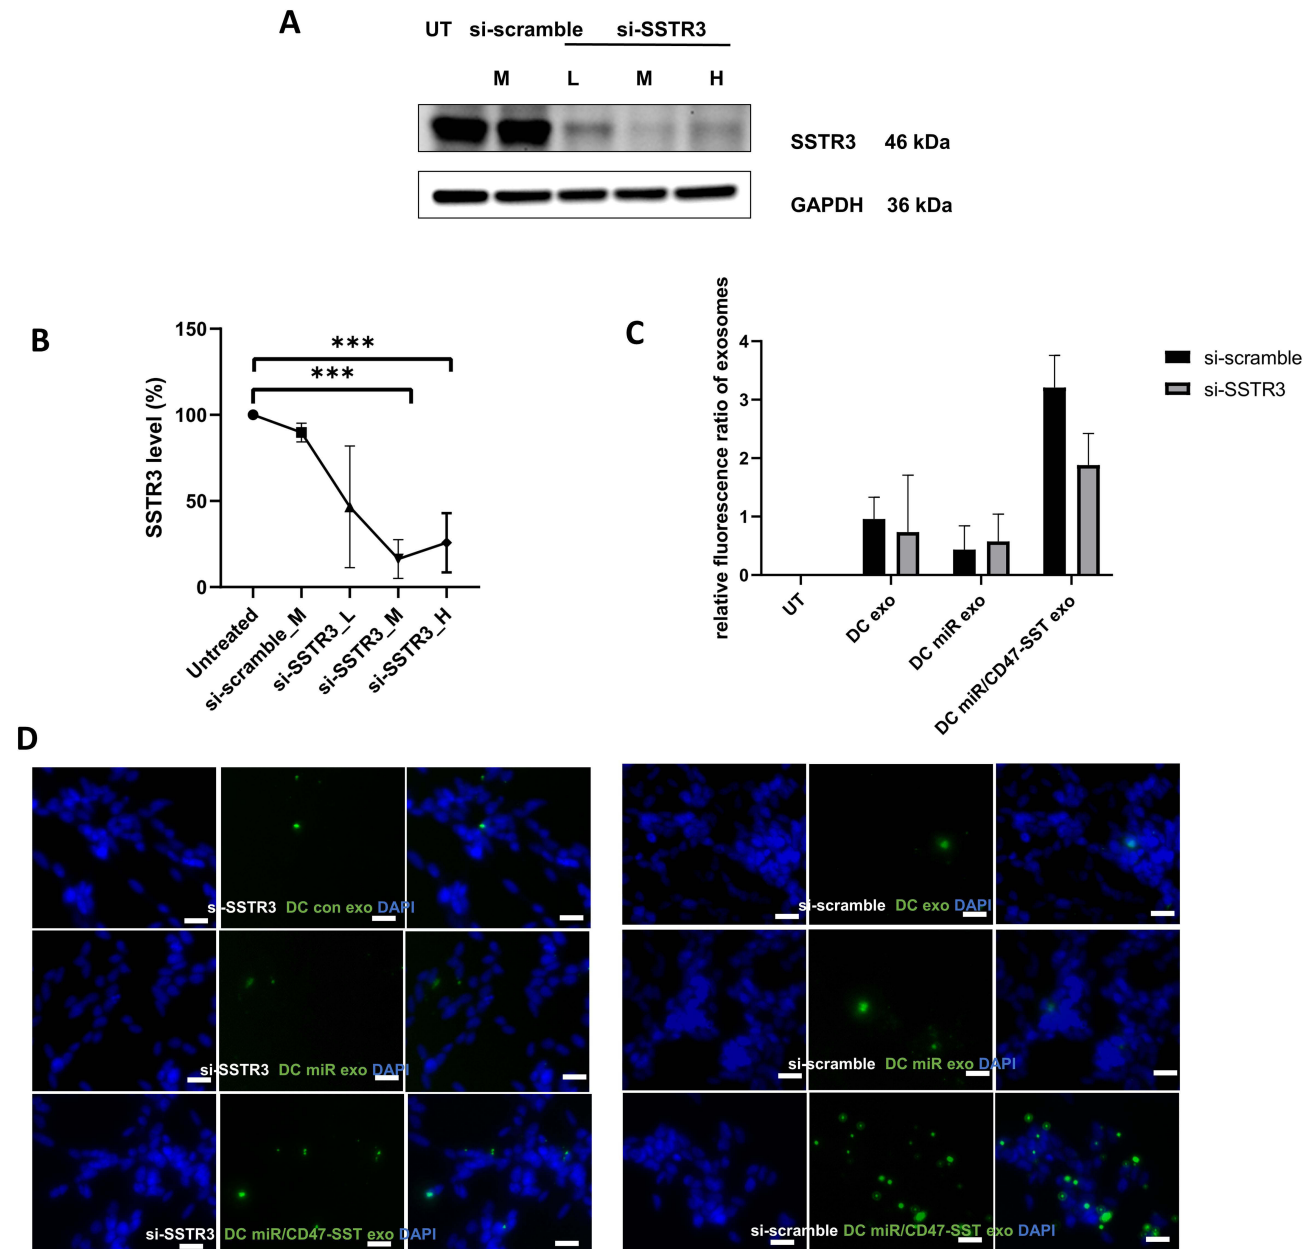 A
UT si-scramble si-SSTR3
M L M H
SSTR3 46 kDa
GAPDH 36 kDa
B
SSTR3 level (%)
150
100
50
0
***
***
Untreated
si-scramble_M
si-SSTR3_L
si-SSTR3_M
si-SSTR3_H
C
relative fluorescence ratio of exosomes
4
3
2
1
0
UT
DC exo
DC miR exo
DC miR/CD47-SST exo
si-scramble
si-SSTR3
D
si-SSTR3 DC con exo DAPI
si-scramble DC exo DAPI
si-SSTR3 DC miR exo DAPI
si-scramble DC miR exo DAPI
si-SSTR3 DC miR/CD47-SST exo DAPI
si-scramble DC miR/CD47-SST exo DAPI